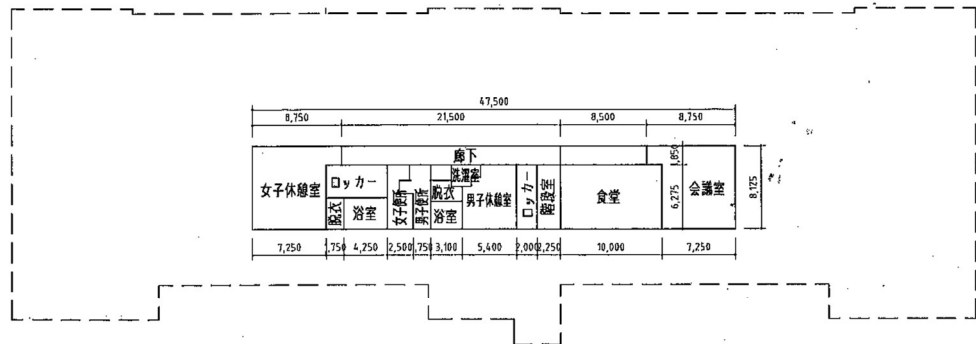 47,500
8,750 21,500 8,500 8,750
廊下
1,850
女子休憩室
ロッカー
脱衣
浴室
女子便所
男子便所
洗濯室
脱衣
浴室
男子休憩室
ロッカー
階段室
食堂
6,275
会議室
8,125
7,250 1,750 4,250 2,500 1,750 3,100 5,400 2,000 2,250 10,000 7,250